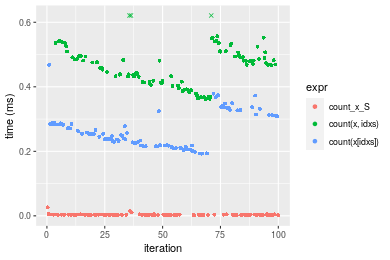 0.6
0.4
0.2
0.0
time (ms)
0
25
50
75
100
iteration
expr
count_x_S
count(x, idxs)
count(x[idxs])